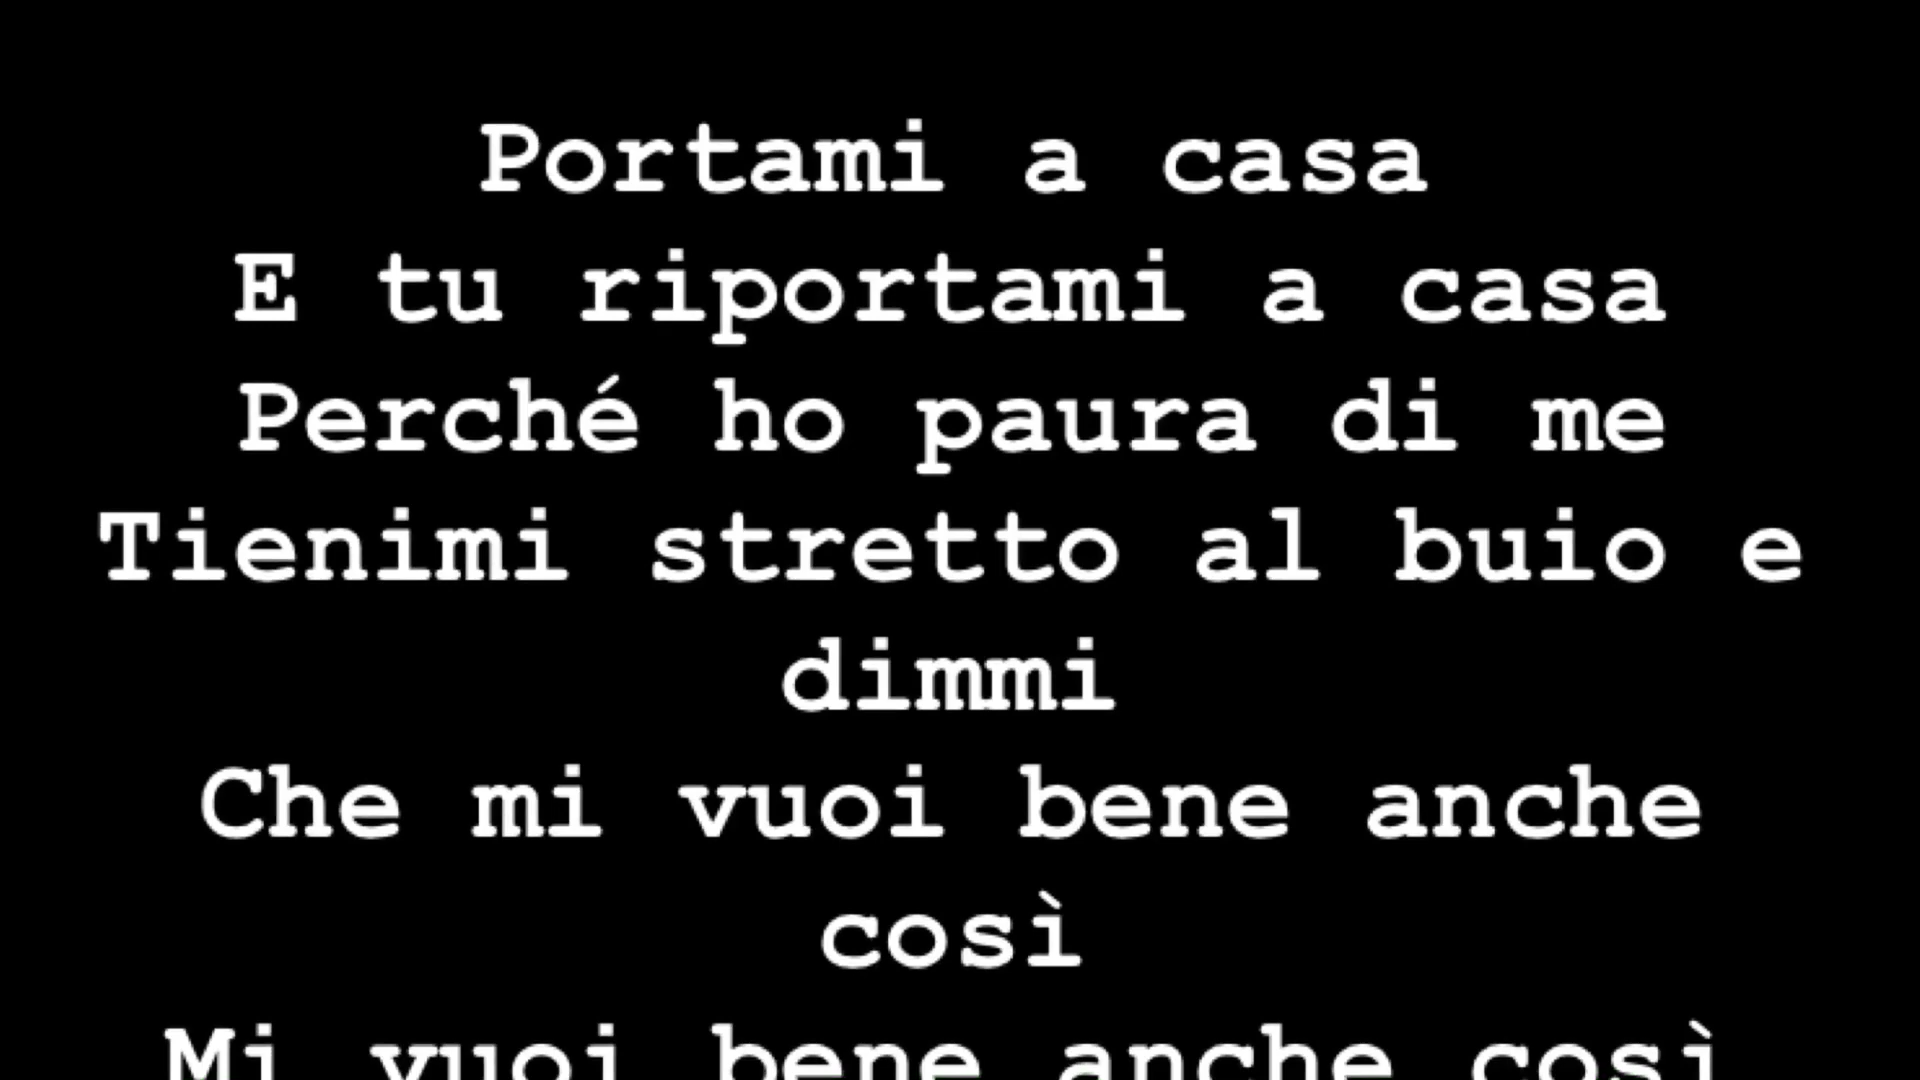 Portami a casa
E tu riportami a casa
Perché ho paura di me
Tienimi stretto al buio e
dimmi
Che mi vuoi bene anche
così
Mi vuoi bene anche così